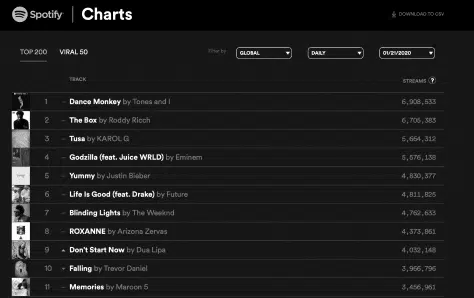 Spotify® Charts
DOWNLOAD TO CSV
TOP 200 VIRAL 50 Filter by GLOBAL DAILY 01/21/2020
TRACK STREAMS ?
1 – Dance Monkey by Tones and I 6,908,533
2 – The Box by Roddy Ricch 6,705,383
3 – Tusa by KAROL G 5,664,312
4 – Godzilla (feat. Juice WRLD) by Eminem 5,576,138
5 – Yummy by Justin Bieber 4,830,377
6 – Life Is Good (feat. Drake) by Future 4,811,825
7 – Blinding Lights by The Weeknd 4,762,633
8 – ROXANNE by Arizona Zervas 4,373,861
9 Don't Start Now by Dua Lipa 4,032,148
10 Falling by Trevor Daniel 3,966,796
11 – Memories by Maroon 5 3,456,961